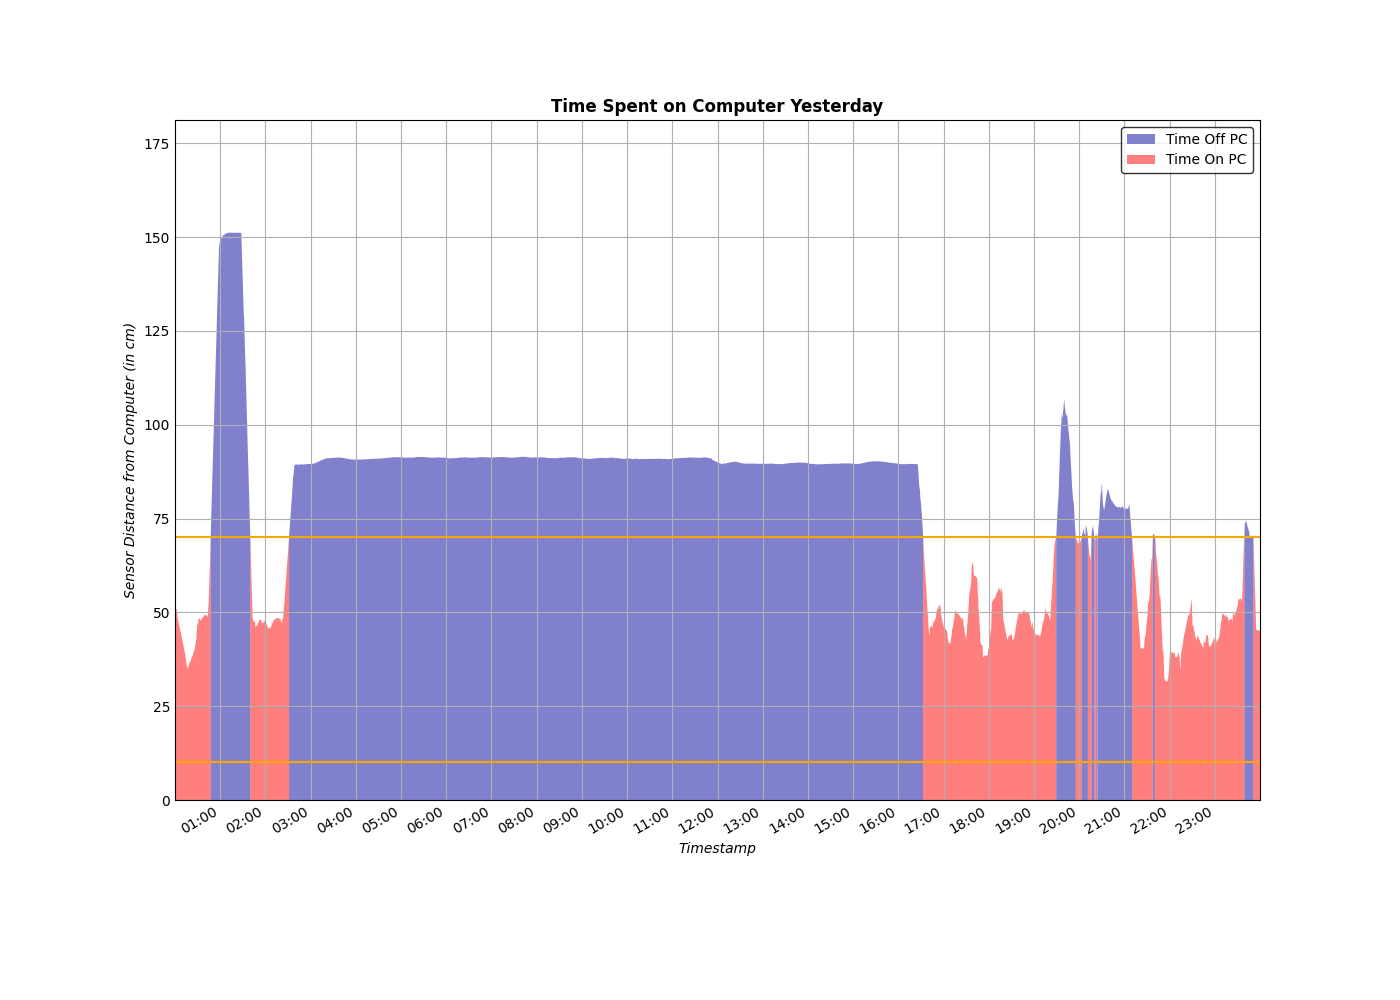 Time Spent on Computer Yesterday
Time Off PC
Time On PC
Sensor Distance from Computer (in cm)
175
150
125
100
75
50
25
0
01:00 02:00 03:00 04:00 05:00 06:00 07:00 08:00 09:00 10:00 11:00 12:00 13:00 14:00 15:00 16:00 17:00 18:00 19:00 20:00 21:00 22:00 23:00
Timestamp